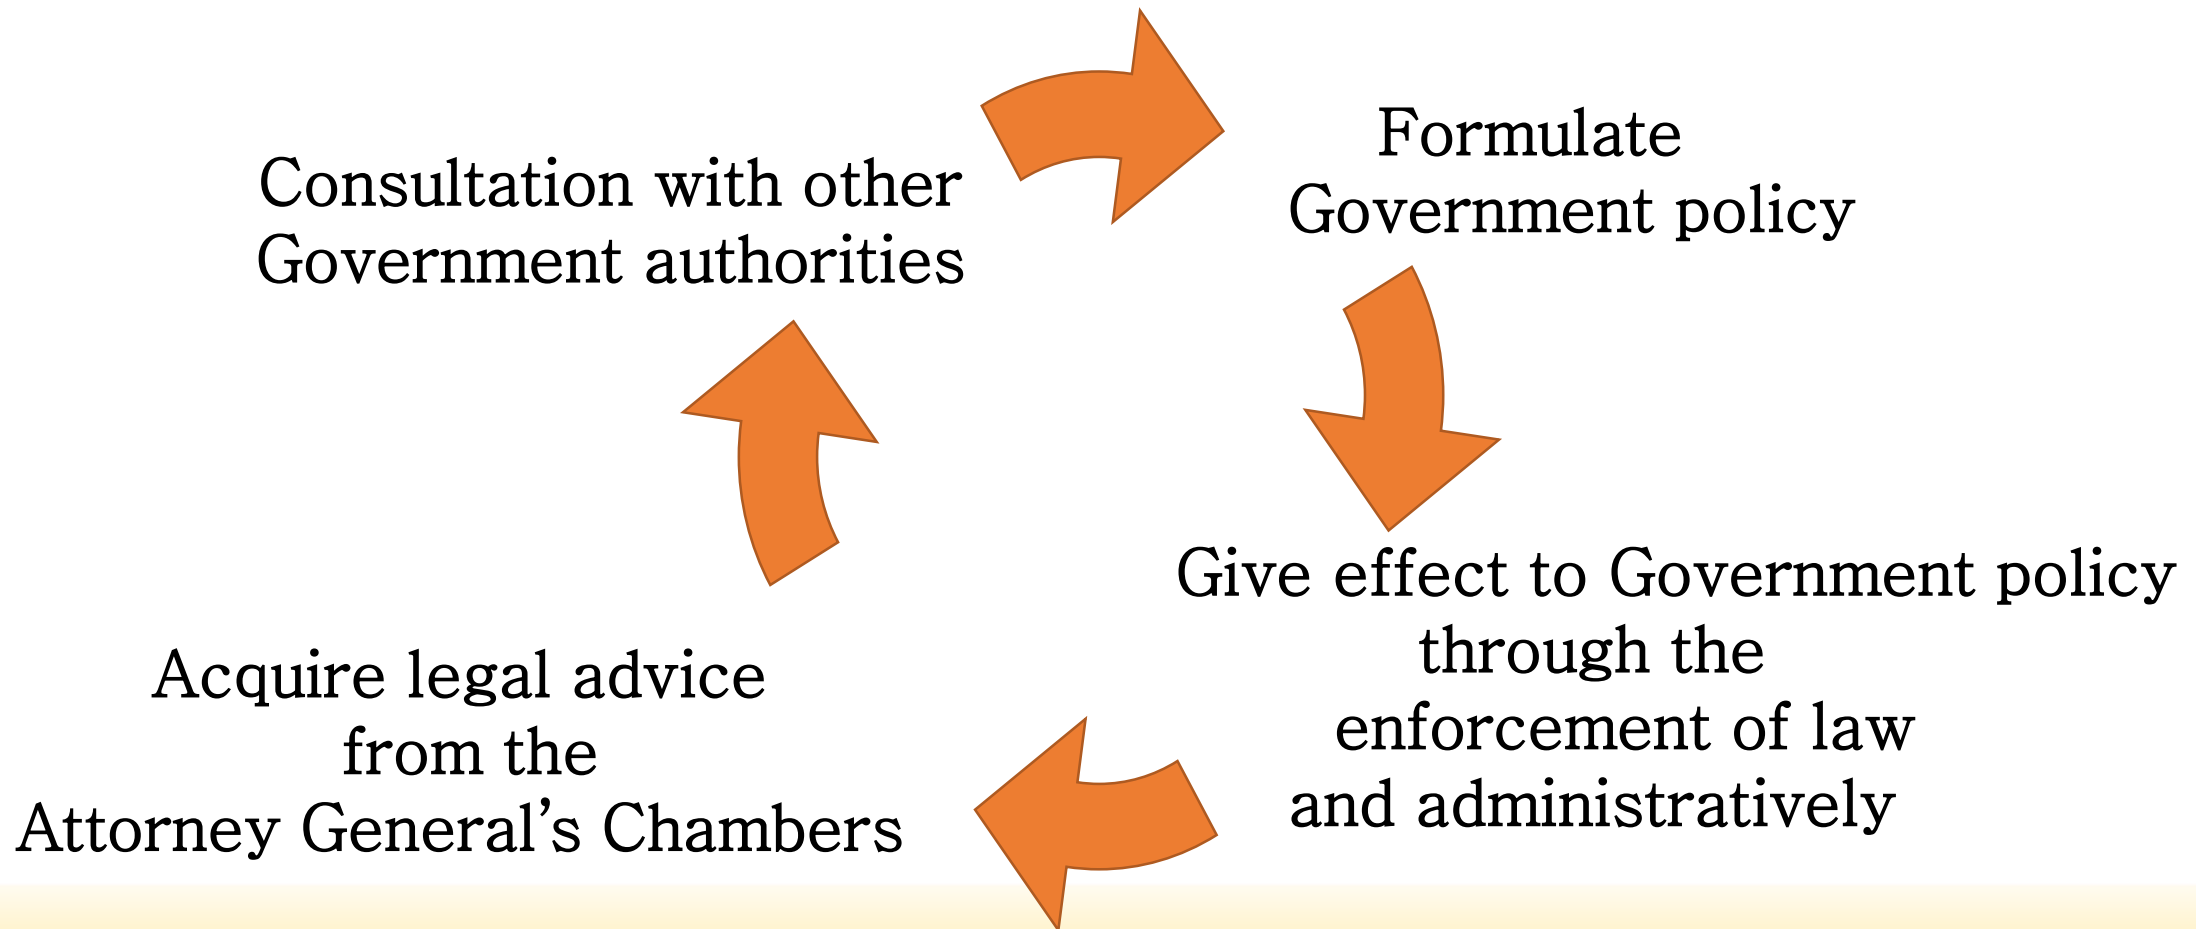 Consultation with other
Government authorities
Formulate
Government policy
Give effect to Government policy
through the
enforcement of law
and administratively
Acquire legal advice
from the
Attorney General’s Chambers